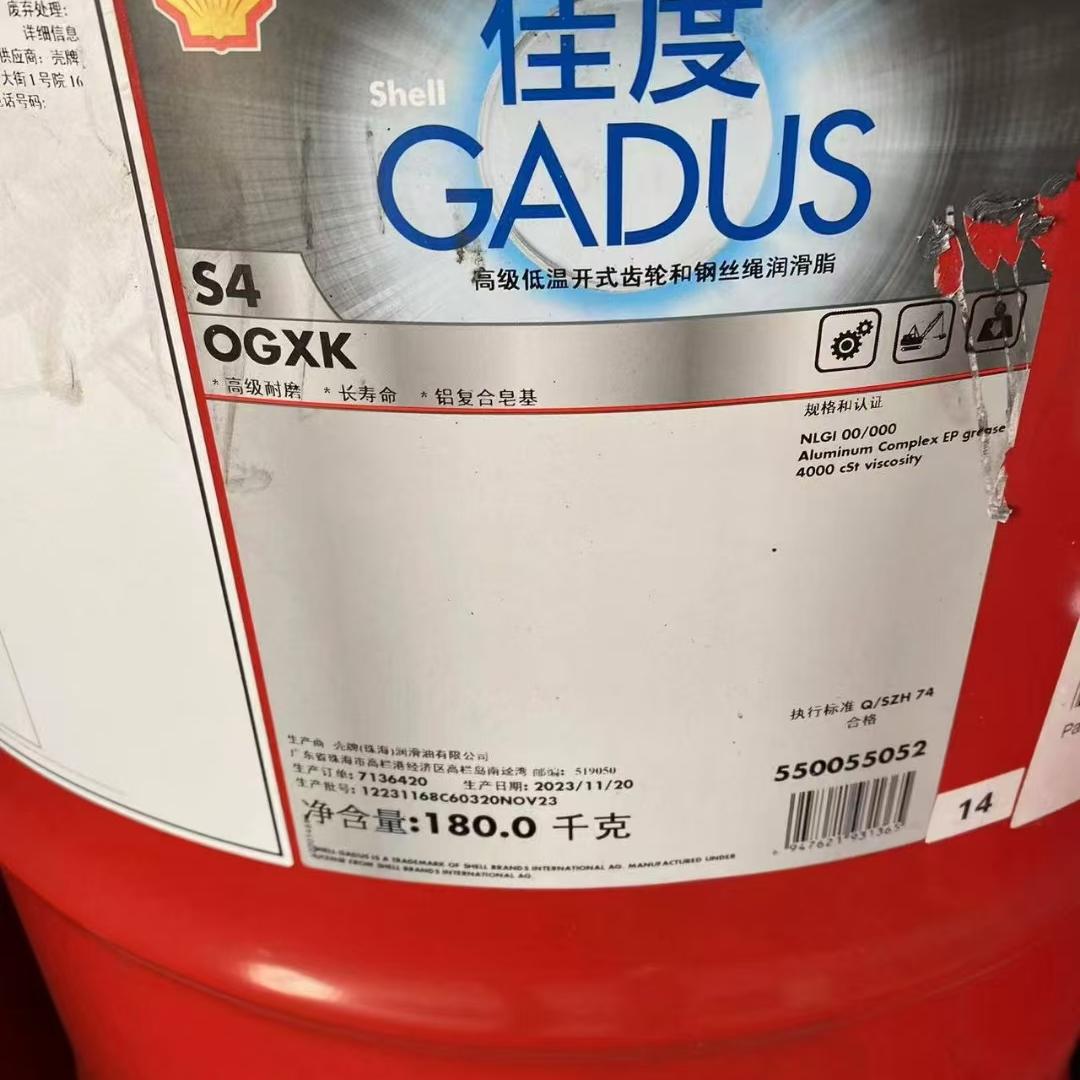 废弃处理:
详细信息
供应商: 壳牌
大街1号院 16
话号码:
佳度
Shell
GADUS
高级低温开式齿轮和钢丝绳润滑脂
S4
OGXK
* 高级耐磨 * 长寿命 * 铝复合皂基
规格和认证
NLGI 00/000
Aluminum Complex EP grease
4000 cSt viscosity
执行标准 Q/SZH 74
合格
生产商 壳牌(珠海)润滑油有限公司
广东省珠海市高栏港经济区高栏岛南迳湾 邮编: 519050
生产订单: 7136420 生产日期: 2023/11/20
生产批号: 12231168C60320NOV23
净含量:180.0 千克
550055052
6 947621 931365
14
SHELL GADUS IS A TRADEMARK OF SHELL BRANDS INTERNATIONAL AG. MANUFACTURED UNDER
LICENSE FROM SHELL BRANDS INTERNATIONAL AG.
Pa